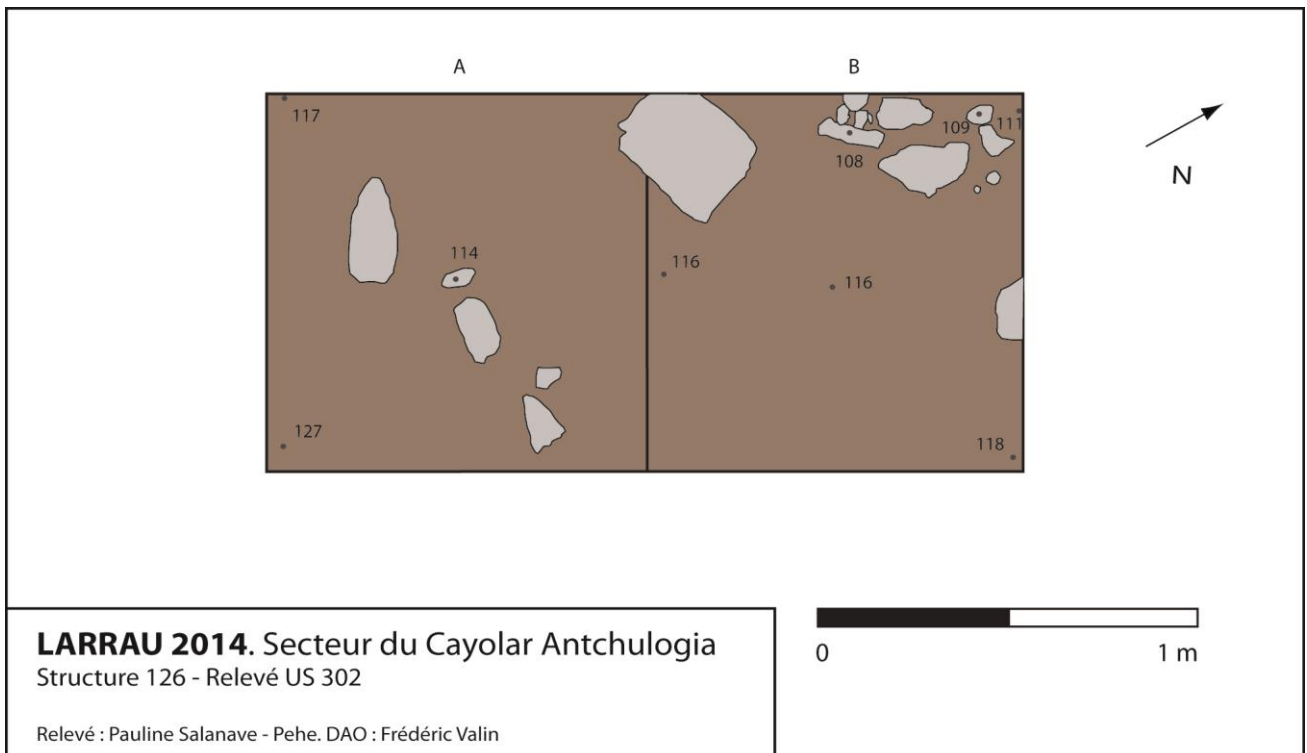 A
B
117
109
111
108
N
114
116
116
127
118
0
1 m
LARRAU 2014. Secteur du Cayolar Antchulogia
Structure 126 - Relevé US 302
Relevé : Pauline Salanave - Pehe. DAO : Frédéric Valin